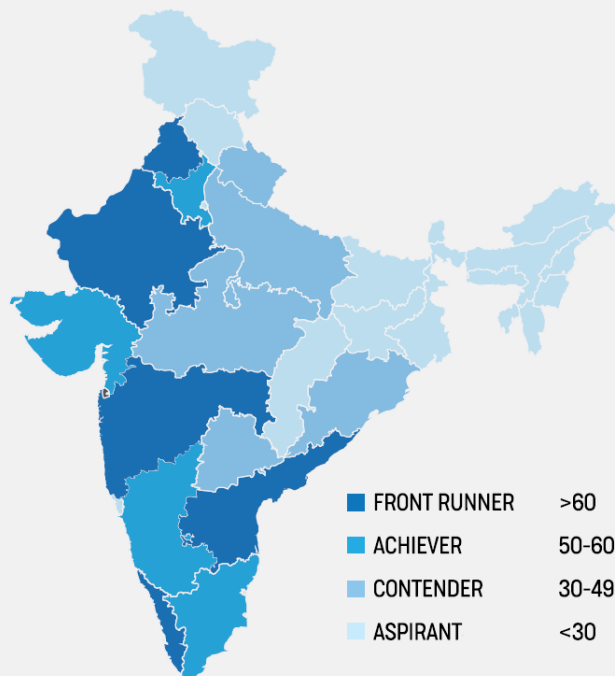 FRONT RUNNER >60
ACHIEVER 50-60
CONTENDER 30-49
ASPIRANT <30